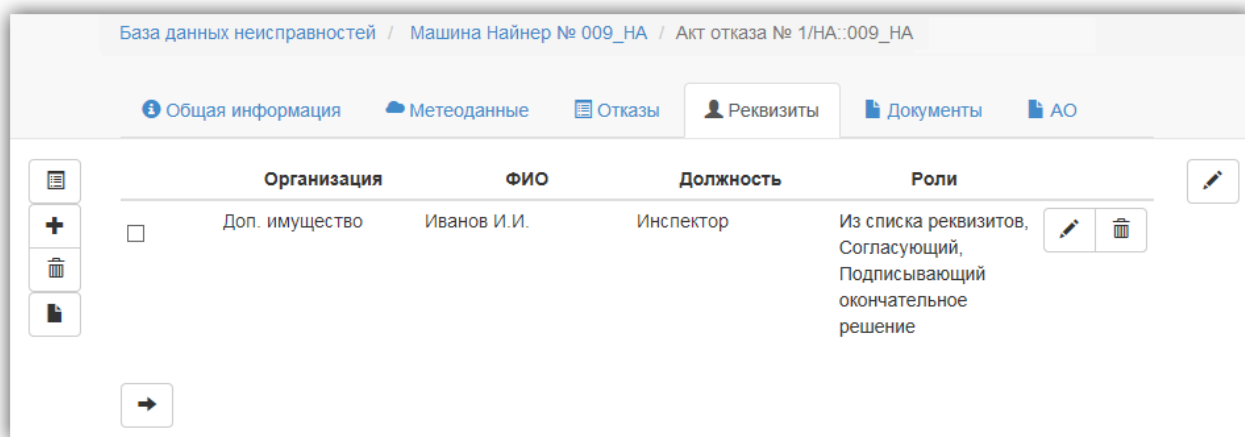 База данных неисправностей / Машина Найнер № 009_НА / Акт отказа № 1/НА::009_НА
Общая информация Метеоданные Отказы Реквизиты Документы АО
Организация ФИО Должность Роли
Доп. имущество Иванов И.И. Инспектор Из списка реквизитов,
Согласующий,
Подписывающий
окончательное
решение